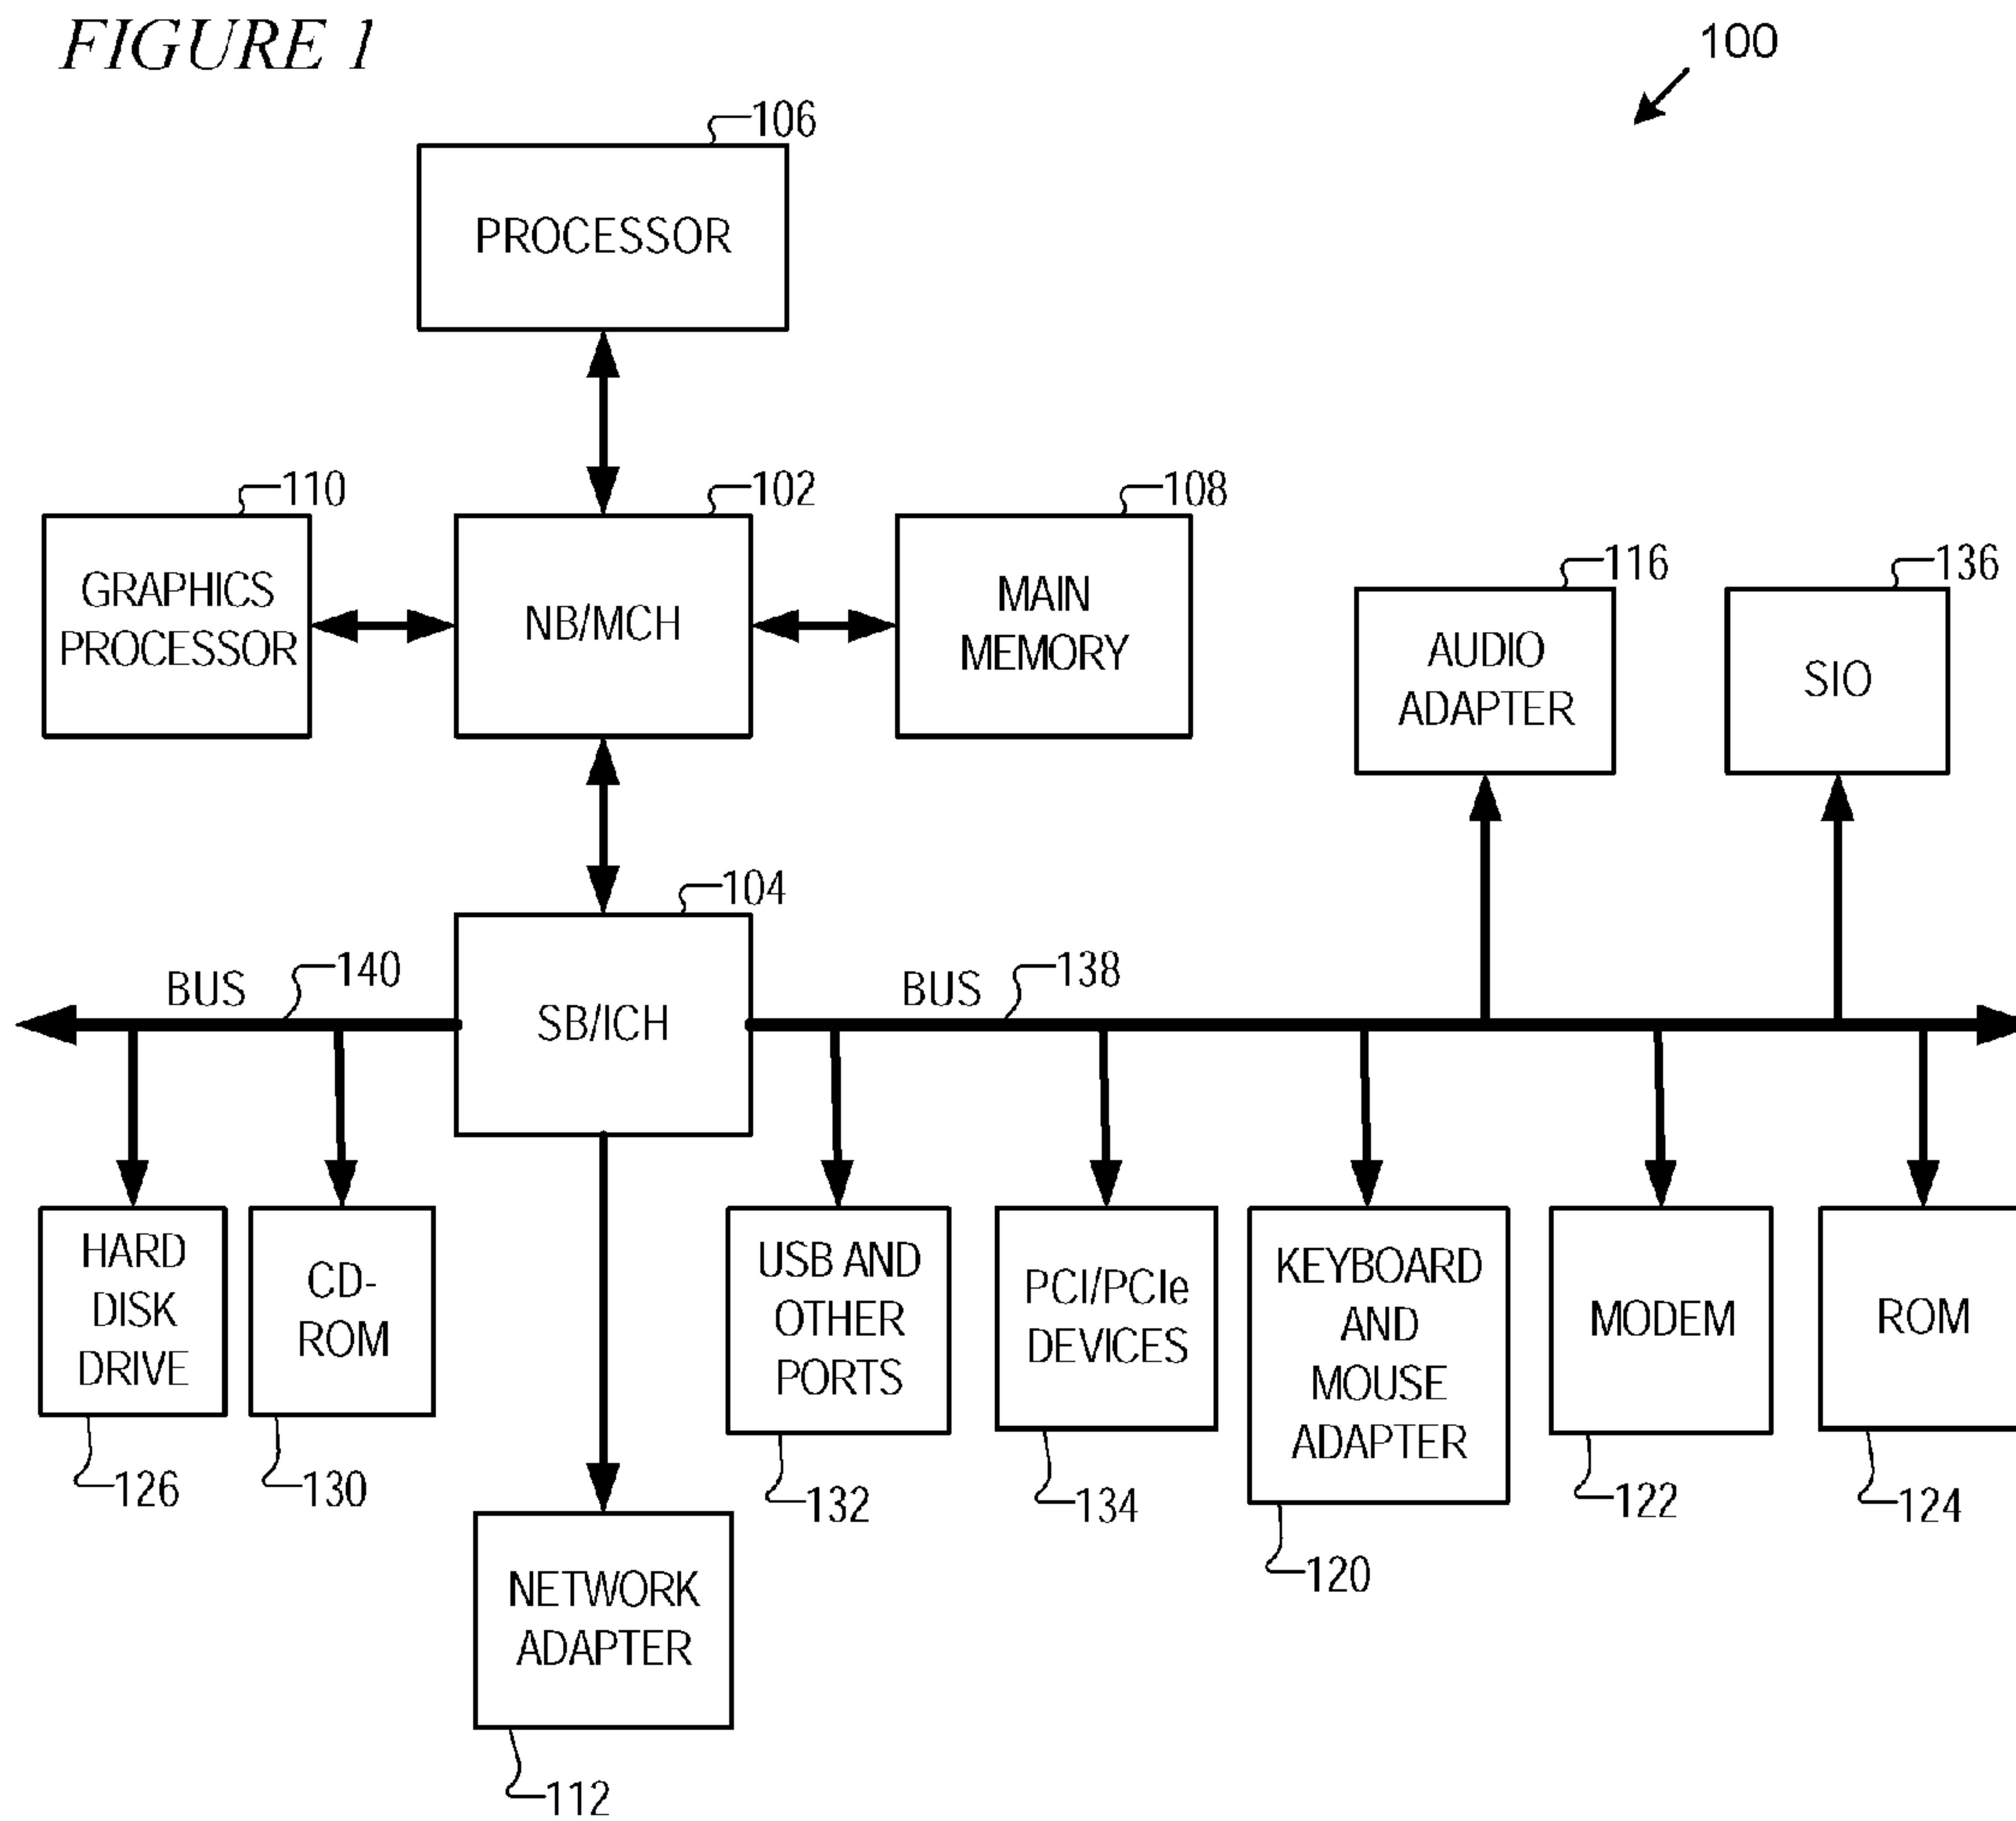 FIGURE 1
100
106
PROCESSOR
110
102
108
116
136
GRAPHICS
PROCESSOR
NB/MCH
MAIN
MEMORY
AUDIO
ADAPTER
SIO
104
BUS
140
SB/ICH
BUS
138
HARD
DISK
DRIVE
CD-
ROM
USB AND
OTHER
PORTS
PCI/PCIe
DEVICES
KEYBOARD
AND
MOUSE
ADAPTER
MODEM
ROM
126
130
132
134
120
122
124
NETWORK
ADAPTER
112